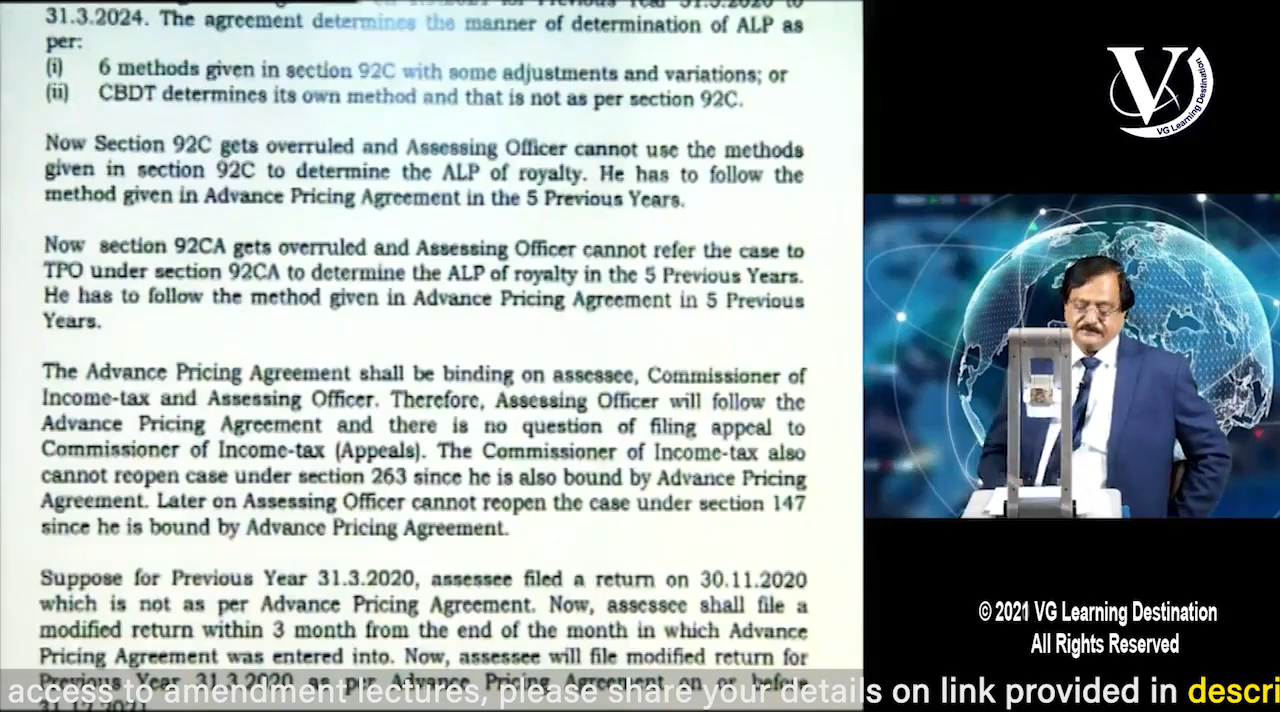 31.3.2024. The agreement determines the manner of determination of ALP as
per:
(i) 6 methods given in section 92C with some adjustments and variations; or
(ii) CBDT determines its own method and that is not as per section 92C.
Now Section 92C gets overruled and Assessing Officer cannot use the methods
given in section 92C to determine the ALP of royalty. He has to follow the
method given in Advance Pricing Agreement in the 5 Previous Years.
Now section 92CA gets overruled and Assessing Officer cannot refer the case to
TPO under section 92CA to determine the ALP of royalty in the 5 Previous Years.
He has to follow the method given in Advance Pricing Agreement in 5 Previous
Years.
The Advance Pricing Agreement shall be binding on assessee, Commissioner of
Income-tax and Assessing Officer. Therefore, Assessing Officer will follow the
Advance Pricing Agreement and there is no question of filing appeal to
Commissioner of Income-tax (Appeals). The Commissioner of Income-tax also
cannot reopen case under section 263 since he is also bound by Advance Pricing
Agreement. Later on Assessing Officer cannot reopen the case under section 147
since he is bound by Advance Pricing Agreement.
Suppose for Previous Year 31.3.2020, assessee filed a return on 30.11.2020
which is not as per Advance Pricing Agreement. Now, assessee shall file a
modified return within 3 month from the end of the month in which Advance
Pricing Agreement was entered into. Now, assessee will file modified return for
Previous Year 31.3.2020 as per Advance Pricing Agreement on or before
access to amendment lectures, please share your details on link provided in descri
V
VG Learning Destination
© 2021 VG Learning Destination
All Rights Reserved